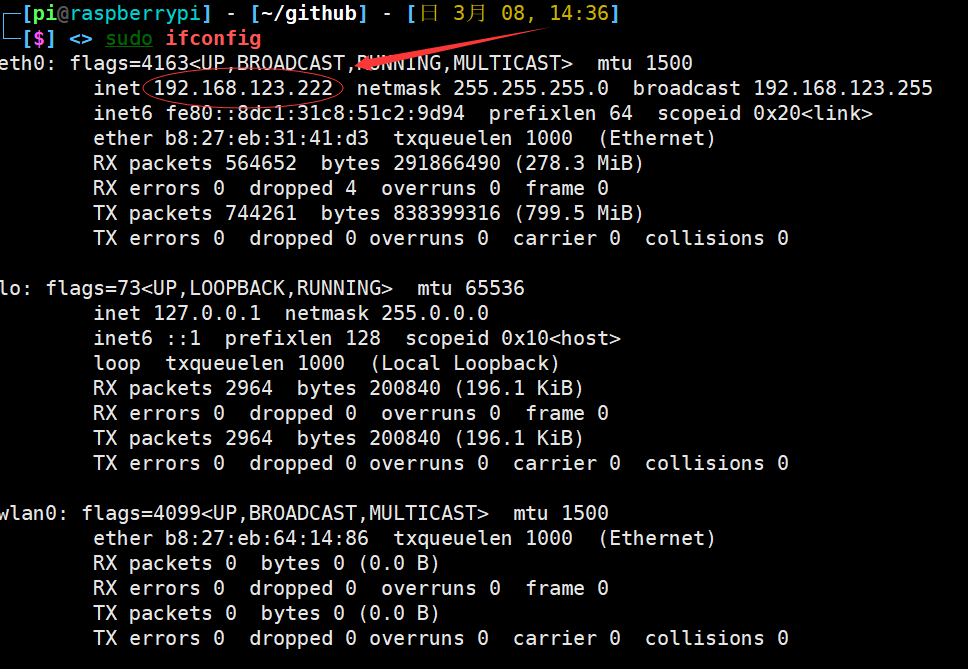 [pi@raspberrypi] - [~/github] - [日 3月 08, 14:36]
[$] <> sudo ifconfig
eth0: flags=4163<UP,BROADCAST,RUNNING,MULTICAST>  mtu 1500
inet 192.168.123.222  netmask 255.255.255.0  broadcast 192.168.123.255
inet6 fe80::8dc1:31c8:51c2:9d94  prefixlen 64  scopeid 0x20<link>
ether b8:27:eb:31:41:d3  txqueuelen 1000  (Ethernet)
RX packets 564652  bytes 291866490 (278.3 MiB)
RX errors 0  dropped 4  overruns 0  frame 0
TX packets 744261  bytes 838399316 (799.5 MiB)
TX errors 0  dropped 0 overruns 0  carrier 0  collisions 0
lo: flags=73<UP,LOOPBACK,RUNNING>  mtu 65536
inet 127.0.0.1  netmask 255.0.0.0
inet6 ::1  prefixlen 128  scopeid 0x10<host>
loop  txqueuelen 1000  (Local Loopback)
RX packets 2964  bytes 200840 (196.1 KiB)
RX errors 0  dropped 0  overruns 0  frame 0
TX packets 2964  bytes 200840 (196.1 KiB)
TX errors 0  dropped 0 overruns 0  carrier 0  collisions 0
wlan0: flags=4099<UP,BROADCAST,MULTICAST>  mtu 1500
ether b8:27:eb:64:14:86  txqueuelen 1000  (Ethernet)
RX packets 0  bytes 0 (0.0 B)
RX errors 0  dropped 0  overruns 0  frame 0
TX packets 0  bytes 0 (0.0 B)
TX errors 0  dropped 0 overruns 0  carrier 0  collisions 0